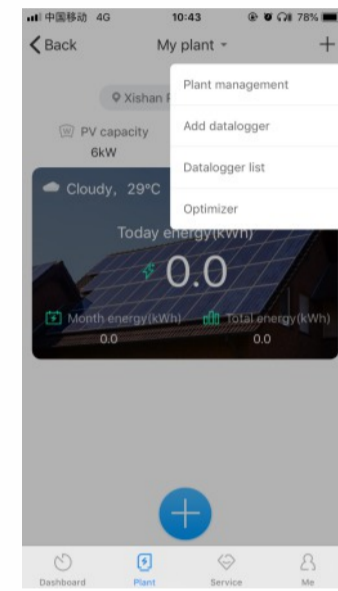 中国移动 4G 10:43 78%
Back My plant
Plant management
Xishan
Add datalogger
PV capacity
6kW
Datalogger list
Cloudy, 29°C
Optimizer
Today energy(kWh)
0.0
Month energy(kWh) Total energy(kWh)
0.0 0.0
Dashboard Plant Service Me